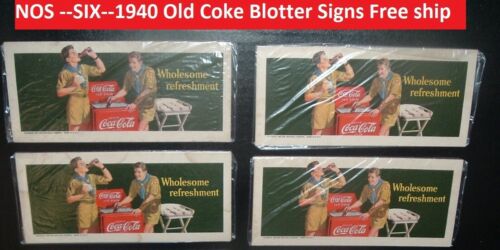 NOS --SIX--1940 Old Coke Blotter Signs Free ship
Wholesome
refreshment
Coca-Cola
Coca-Cola
Wholesome
refreshment
Coca-Cola
Coca-Cola
Wholesome
refreshment
Coca-Cola
Coca-Cola
Wholesome
refreshment
Coca-Cola
Coca-Cola